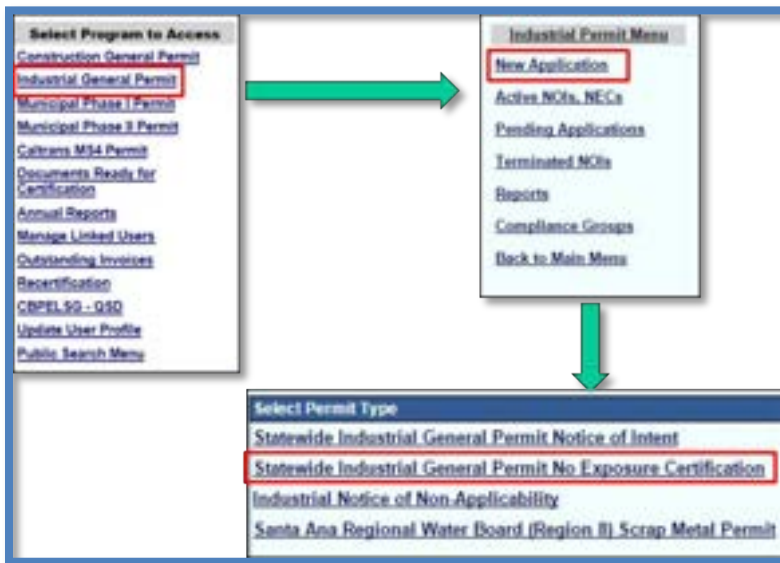 Select Program to Access
Construction General Permit
Industrial General Permit
Municipal Phase I Permit
Municipal Phase II Permit
Caltrans MS4 Permit
Documents Ready for
Certification
Annual Reports
Manage Linked Users
Outstanding Invoices
Recertification
CBPELSG - QSD
Update User Profile
Public Search Menu
Industrial Permit Menu
New Application
Active NOIs, NECs
Pending Applications
Terminated NOIs
Reports
Compliance Groups
Back to Main Menu
Select Permit Type
Statewide Industrial General Permit Notice of Intent
Statewide Industrial General Permit No Exposure Certification
Industrial Notice of Non-Applicability
Santa Ana Regional Water Board (Region 8) Scrap Metal Permit